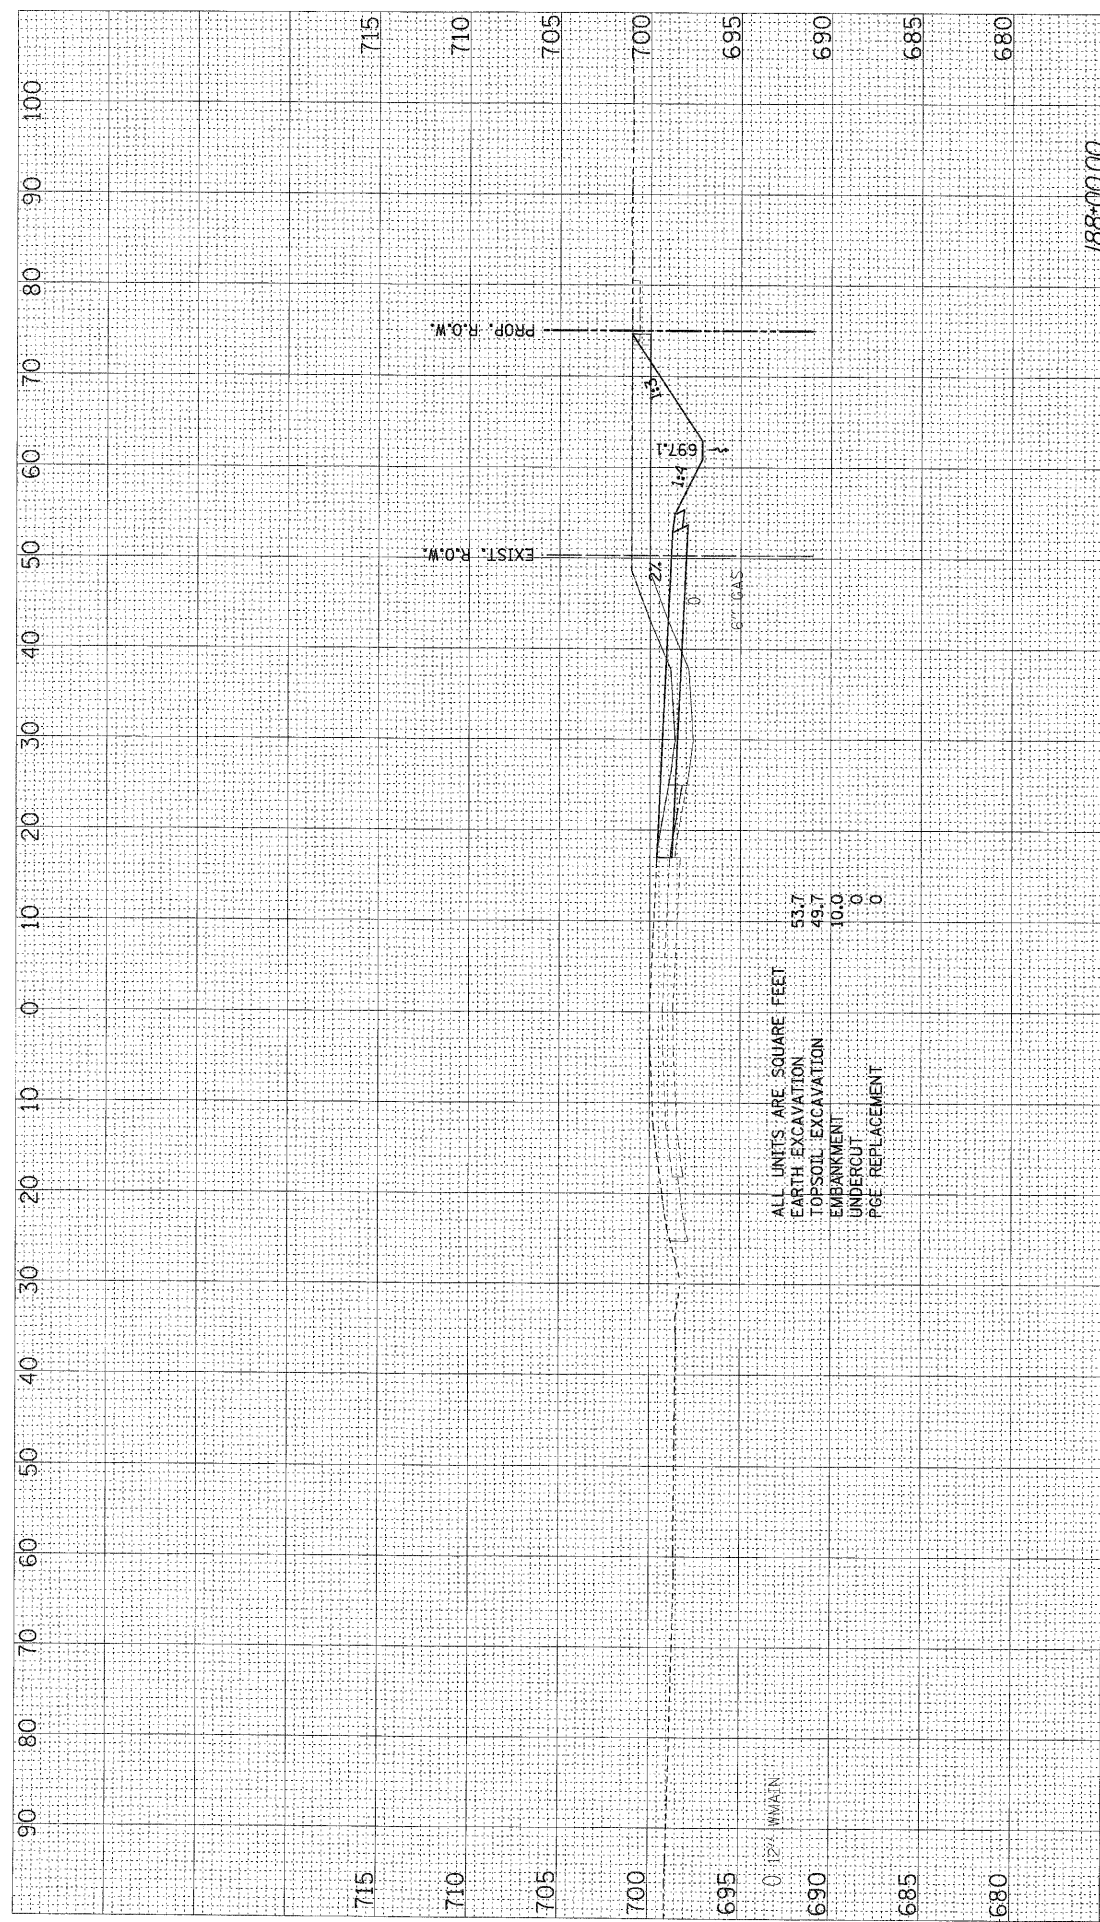 90 80 70 60 50 40 30 20 10 0 10 20 30 40 50 60 70 80 90 100
715 715
710 710
705 705
700 700
695 695
690 690
685 685
680 680
EXIST. R.O.W.
PROP. R.O.W.
2%
1:4
697.1
1:3
6" GAS
12" WMAIN
ALL UNITS ARE SQUARE FEET
EARTH EXCAVATION 53.7
TOPSOIL EXCAVATION 49.7
EMBANKMENT 10.0
UNDERCUT 0
PGE REPLACEMENT 0
188+00.00